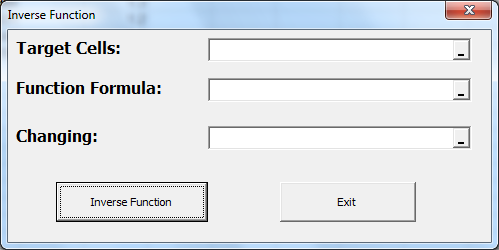 Inverse Function
Target Cells:
Function Formula:
Changing:
Inverse Function Exit